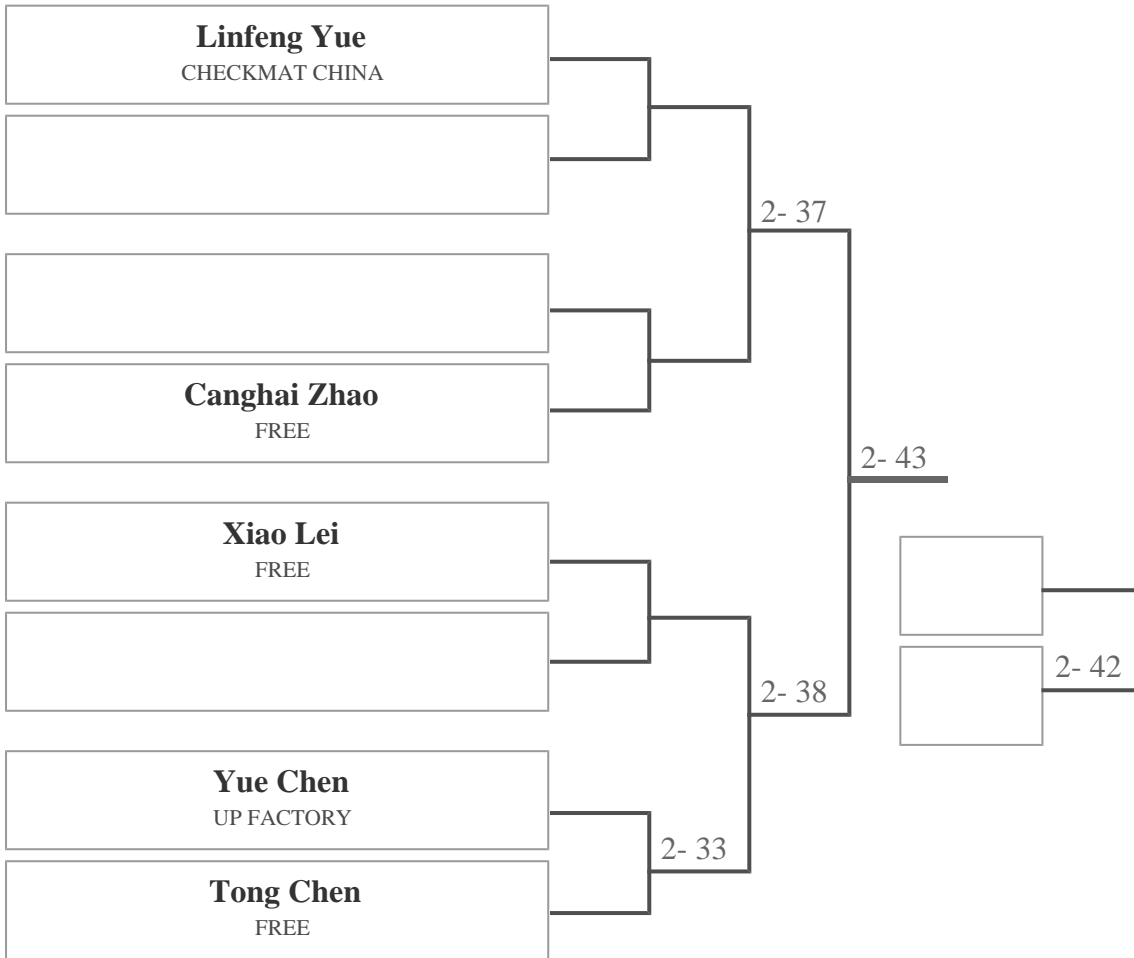 Linfeng Yue
CHECKMAT CHINA
2- 37
Canghai Zhao
FREE
2- 43
Xiao Lei
FREE
2- 42
2- 38
Yue Chen
UP FACTORY
2- 33
Tong Chen
FREE